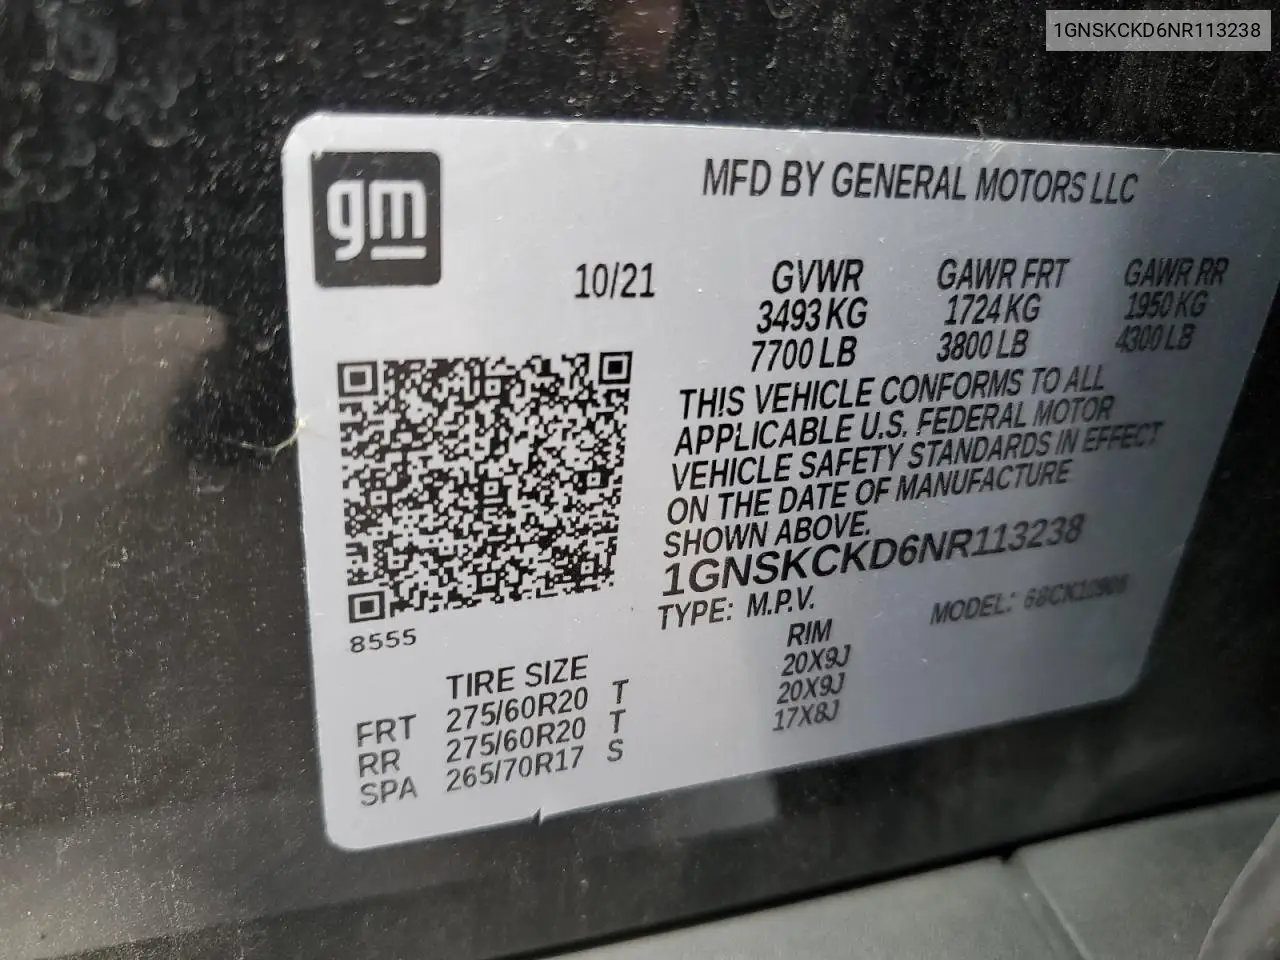 1GNSKCKD6NR113238
gm
MFD BY GENERAL MOTORS LLC
10/21
GVWR GAWR FRT GAWR RR
3493 KG 1724 KG 1950 KG
7700 LB 3800 LB 4300 LB
THIS VEHICLE CONFORMS TO ALL
APPLICABLE U.S. FEDERAL MOTOR
VEHICLE SAFETY STANDARDS IN EFFECT
ON THE DATE OF MANUFACTURE
SHOWN ABOVE.
1GNSKCKD6NR113238
TYPE: M.P.V. MODEL:
8555
TIRE SIZE RIM
FRT 275/60R20 T 20X9J
RR 275/60R20 T 20X9J
SPA 265/70R17 S 17X8J